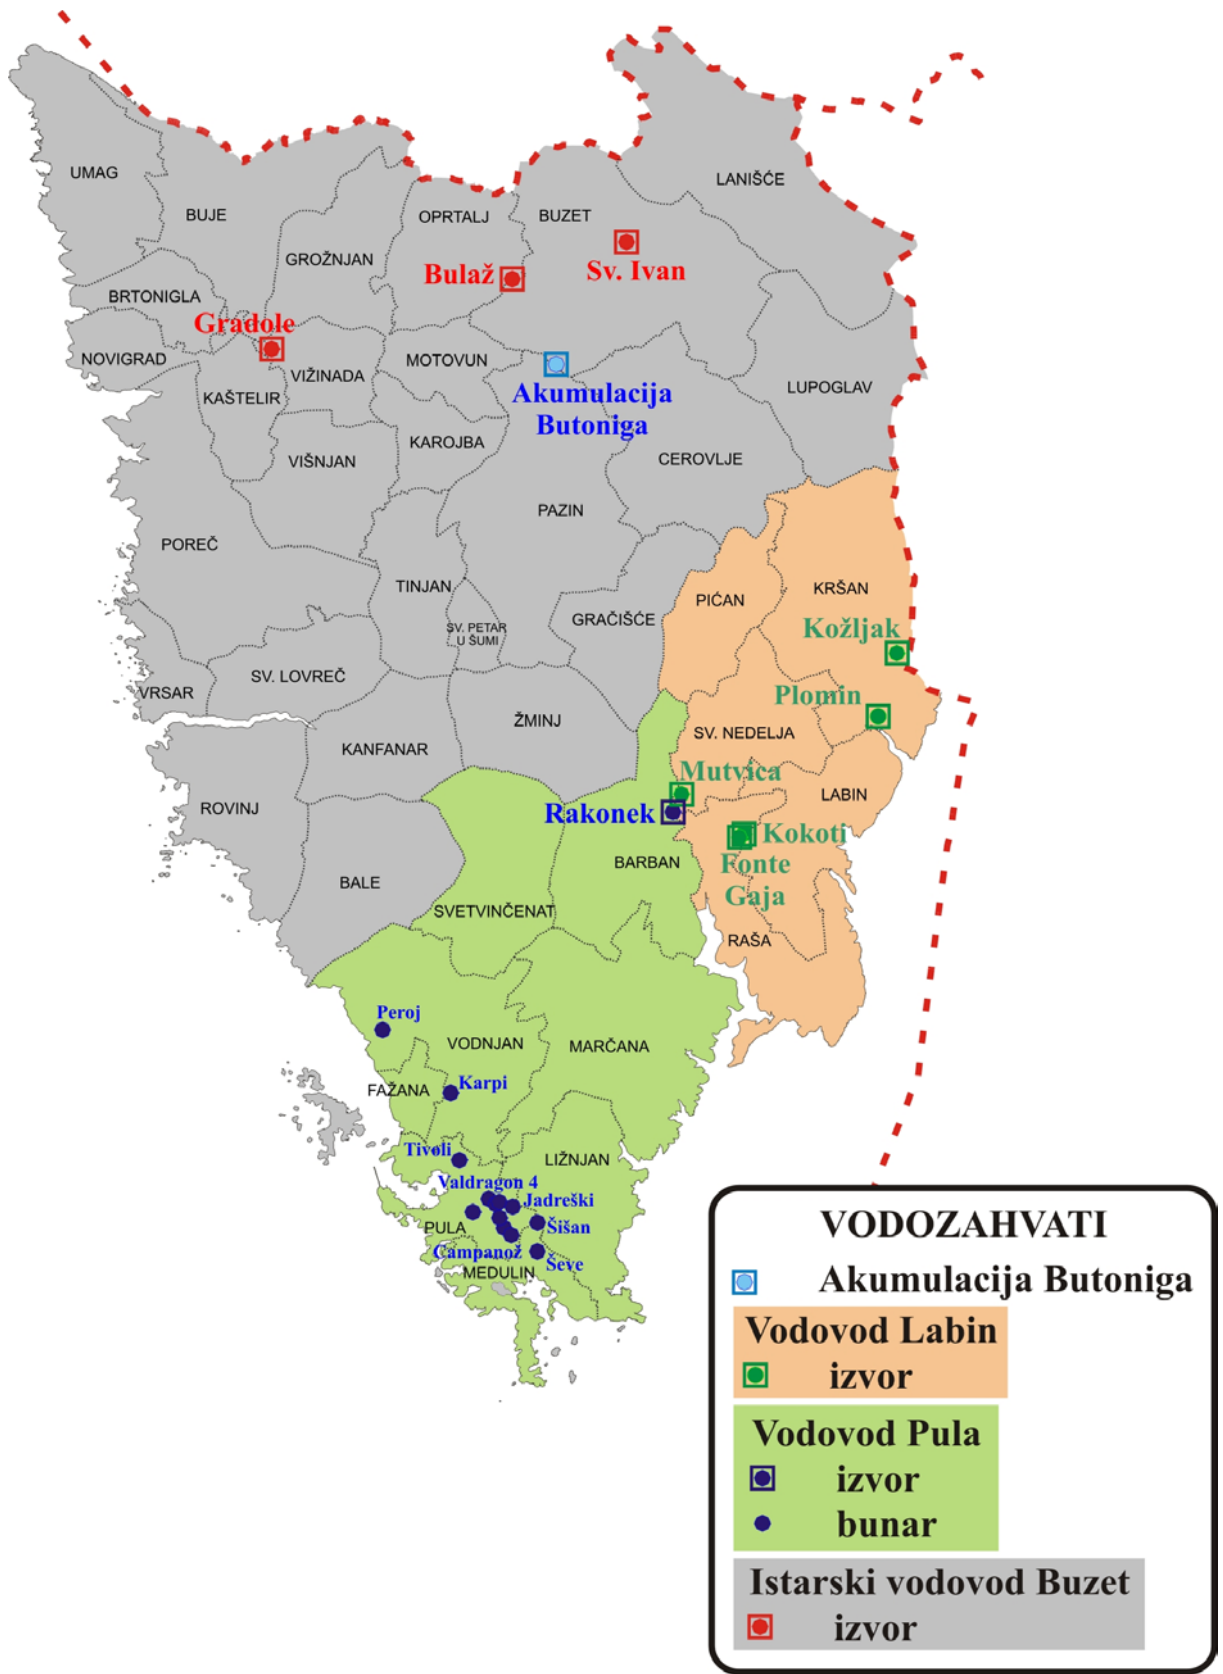 UMAG
BUJE
GROŽNJAN
OPRTALJ
BUZET
LANIŠĆE
Bulaž
Sv. Ivan
BRTONIGLA
Gradole
NOVIGRAD
KAŠTELIR
VIŽINADA
MOTOVUN
Akumulacija
Butoniga
LUPOGLAV
VIŠNJAN
KAROJBA
CEROVLJE
PAZIN
POREČ
TINJAN
SV. PETAR
U ŠUMI
GRAČIŠĆE
PIĆAN
KRŠAN
Kožljak
VRSAR
SV. LOVREČ
Plomin
ŽMINJ
SV. NEDELJA
KANFANAR
Mutvica
LABIN
ROVINJ
Rakonek
Kokoti
BARBAN
Fonte
Gaja
BALE
SVETVINČENAT
RAŠA
Peroj
VODNJAN
MARČANA
FAŽANA
Karpi
Tivoli
LIŽNJAN
Valdragon 4
Jadreški
PULA
Šišan
Campanož
Ševe
MEDULIN
VODOZAHVATI
Akumulacija Butoniga
Vodovod Labin
izvor
Vodovod Pula
izvor
bunar
Istarski vodovod Buzet
izvor